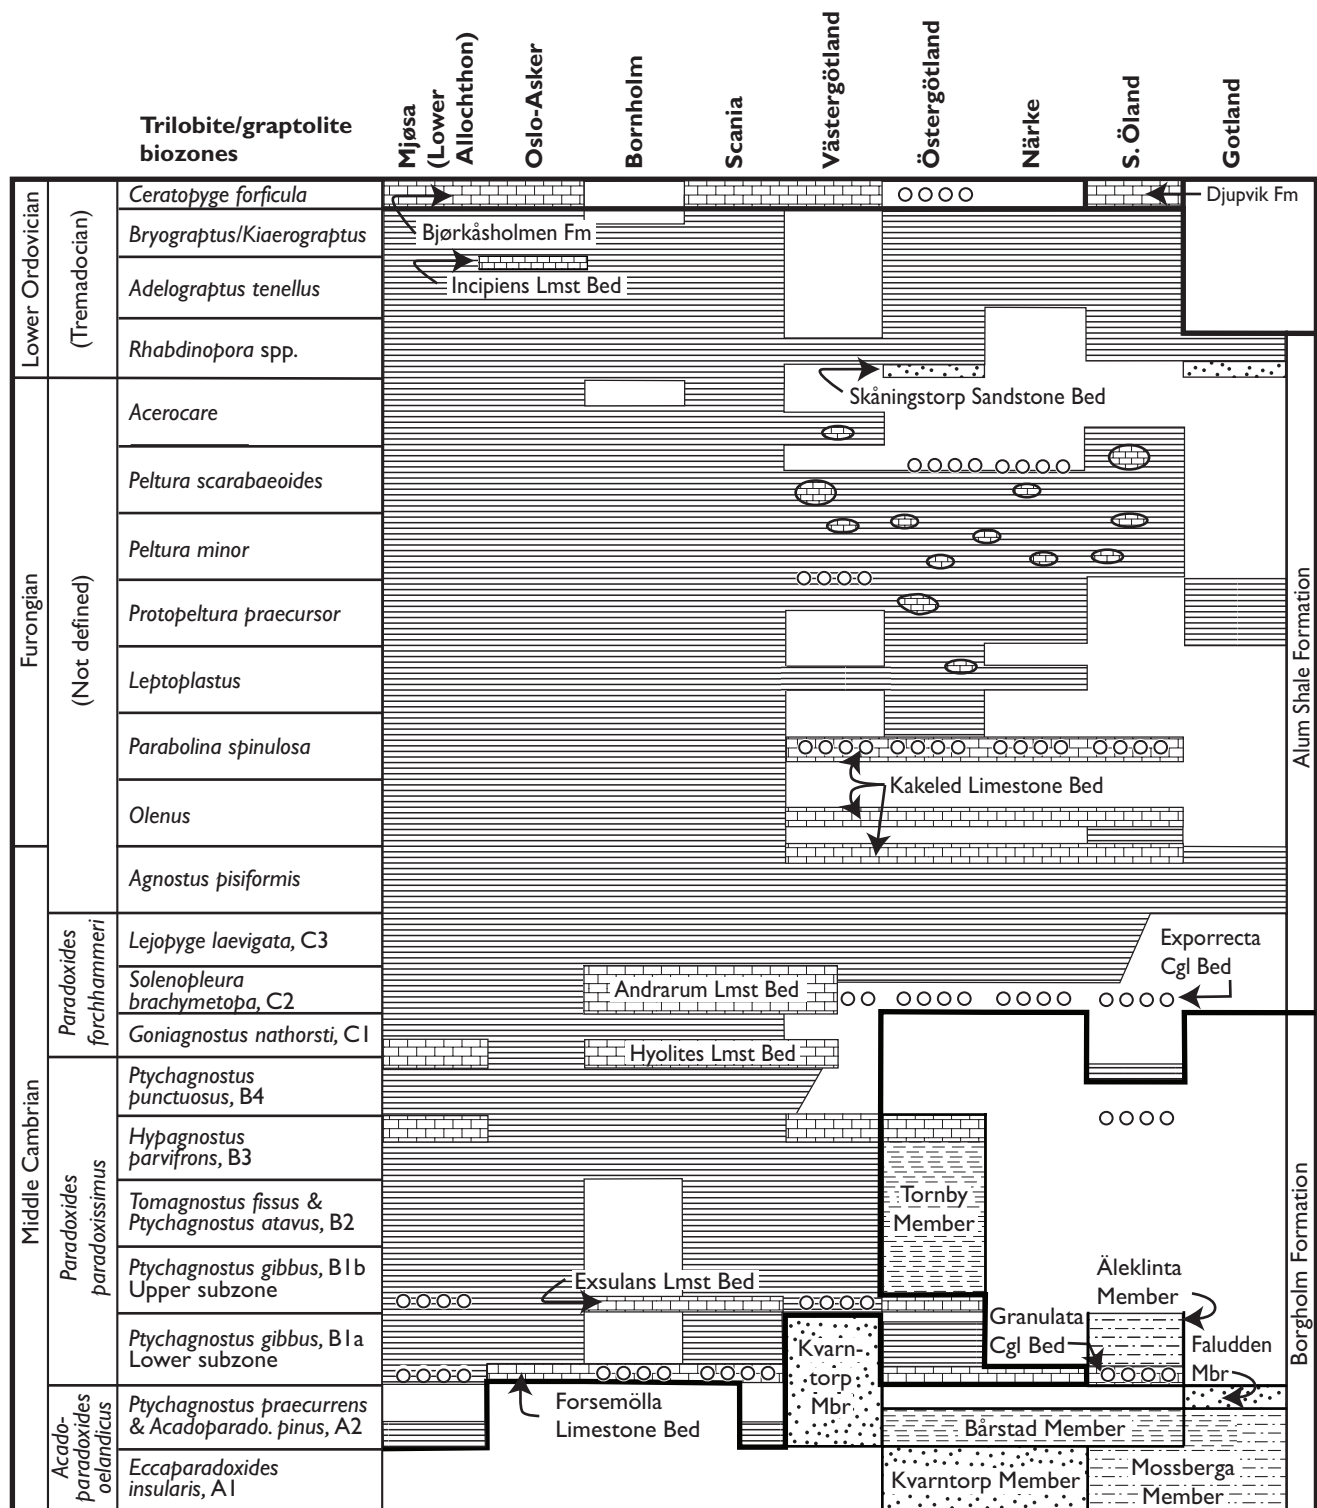 Trilobite/graptolite
biozones
Mjøsa
(Lower
Allochthon)
Oslo-Asker
Bornholm
Scania
Västergötland
Östergötland
Närke
S. Öland
Gotland
Lower Ordovician
(Tremadocian)
Ceratopyge forficula
Djupvik Fm
Bryograptus/Kiaerograptus
Bjørkåsholmen Fm
Adelograptus tenellus
Incipiens Lmst Bed
Rhabdinopora spp.
Skåningstorp Sandstone Bed
Furongian
(Not defined)
Acerocare
Peltura scarabaeoides
Peltura minor
Protopeltura praecursor
Leptoplastus
Parabolina spinulosa
Kakeled Limestone Bed
Olenus
Alum Shale Formation
Middle Cambrian
Agnostus pisiformis
Paradoxides
forchhammeri
Lejopyge laevigata, C3
Exporrecta
Cgl Bed
Solenopleura
brachymetopa, C2
Andrarum Lmst Bed
Goniagnostus nathorsti, C1
Hyolites Lmst Bed
Paradoxides
paradoxissimus
Ptychagnostus
punctuosus, B4
Hypagnostus
parvifrons, B3
Tomagnostus fissus &
Ptychagnostus atavus, B2
Tornby
Member
Ptychagnostus gibbus, B1b
Upper subzone
Exsulans Lmst Bed
Äleklinta
Member
Borgholm Formation
Ptychagnostus gibbus, B1a
Lower subzone
Kvarn-
torp
Mbr
Granulata
Cgl Bed
Faludden
Mbr
Forsemölla
Limestone Bed
Acado-
paradoxides
oelandicus
Ptychagnostus praecurrens
& Acadoparado. pinus, A2
Bårstad Member
Eccaparadoxides
insularis, A1
Kvarntorp Member
Mossberga
Member